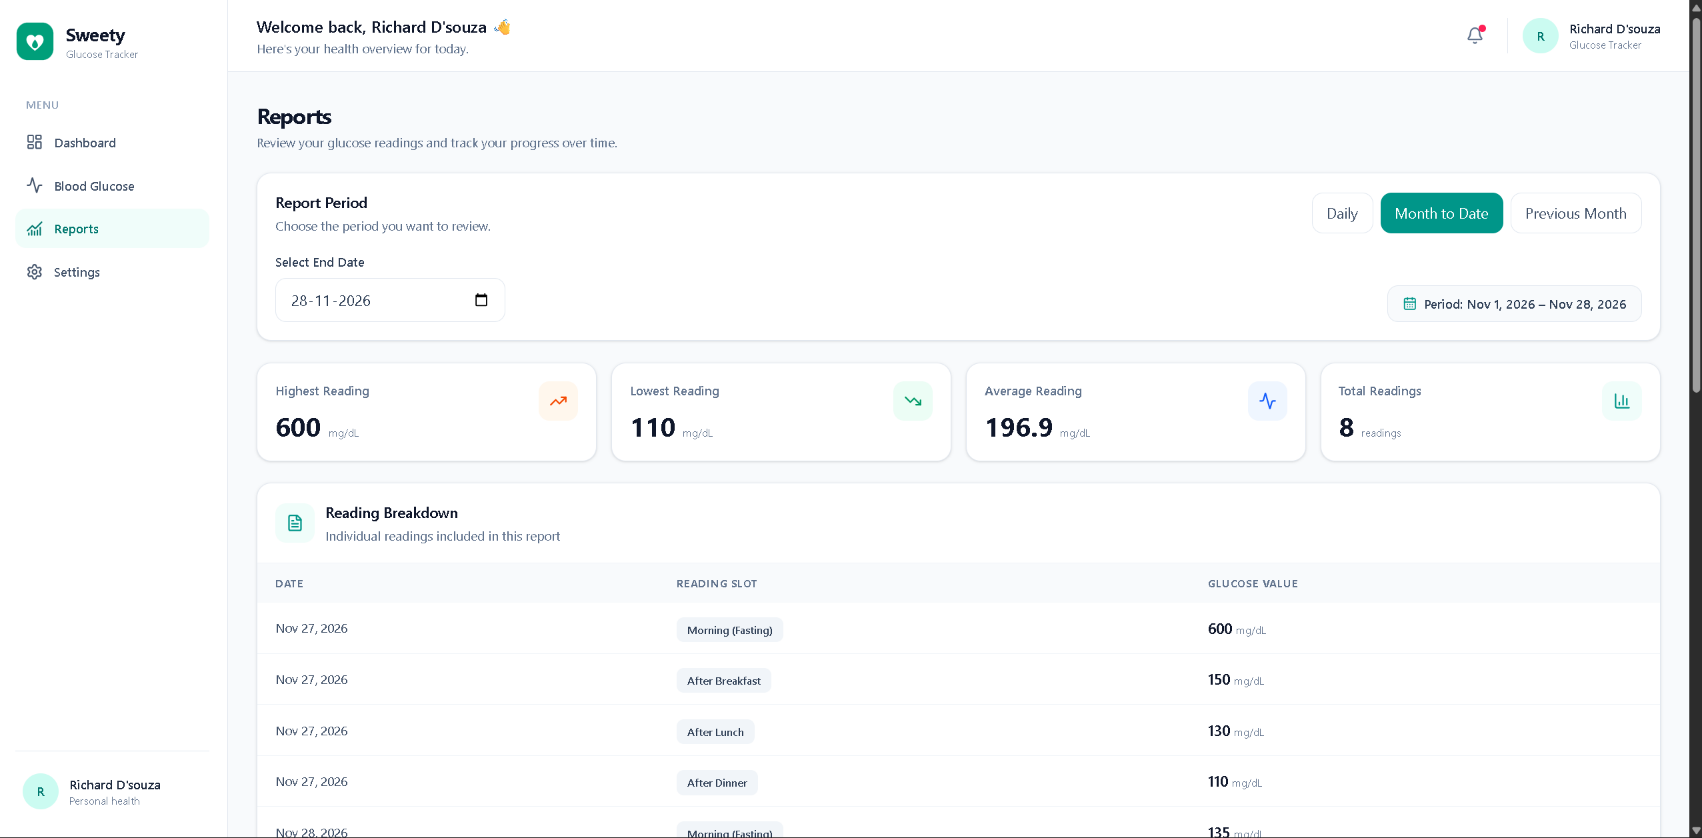 Sweety
Glucose Tracker
MENU
Dashboard
Blood Glucose
Reports
Settings
Richard D'souza
R
Personal health
Welcome back, Richard D'souza 👋
Here's your health overview for today.
R
Richard D'souza
Glucose Tracker
Reports
Review your glucose readings and track your progress over time.
Report Period
Choose the period you want to review.
Daily
Month to Date
Previous Month
Select End Date
28-11-2026
Period: Nov 1, 2026 – Nov 28, 2026
Highest Reading
600 mg/dL
Lowest Reading
110 mg/dL
Average Reading
196.9 mg/dL
Total Readings
8 readings
Reading Breakdown
Individual readings included in this report
DATE READING SLOT GLUCOSE VALUE
Nov 27, 2026 Morning (Fasting) 600 mg/dL
Nov 27, 2026 After Breakfast 150 mg/dL
Nov 27, 2026 After Lunch 130 mg/dL
Nov 27, 2026 After Dinner 110 mg/dL
Nov 28, 2026 Morning (Fasting) 135 mg/dL